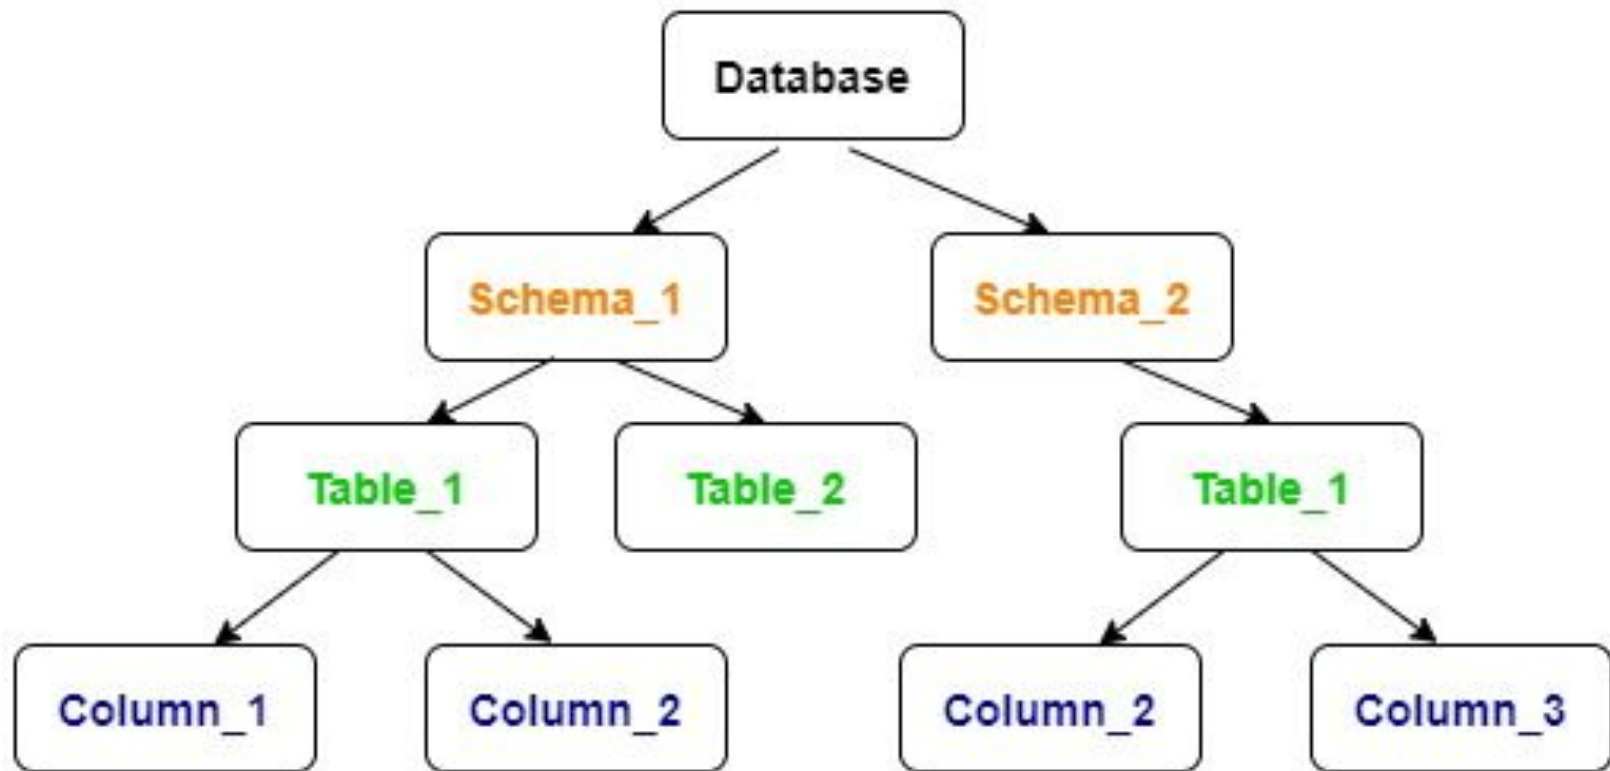 Database
Schema_1
Schema_2
Table_1
Table_2
Table_1
Column_1
Column_2
Column_2
Column_3